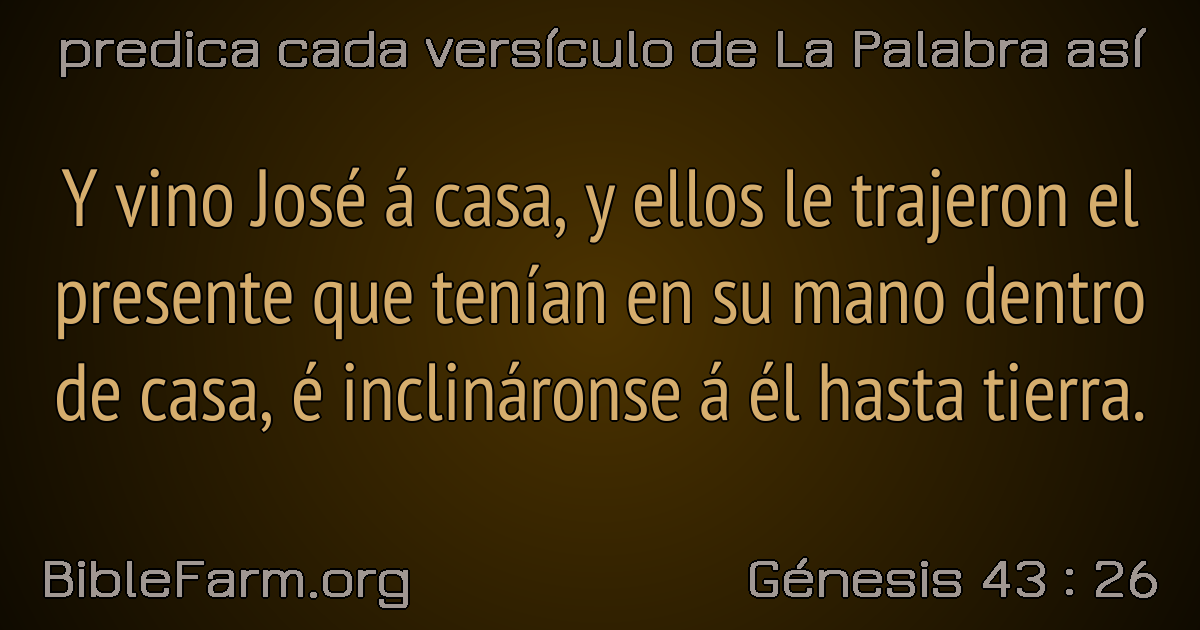 predica cada versículo de La Palabra así
Y vino José á casa, y ellos le trajeron el
presente que tenían en su mano dentro
de casa, é inclináronse á él hasta tierra.
BibleFarm.org
Génesis 43 : 26